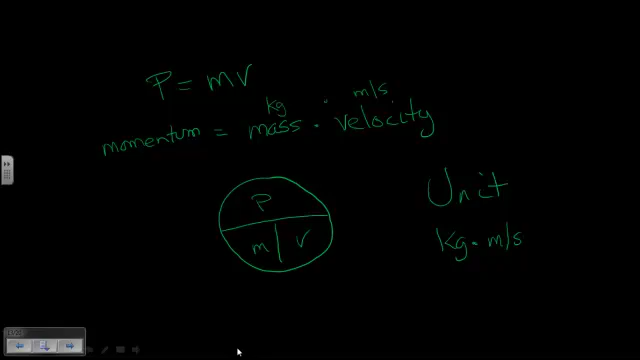 P = mv
kg m/s
momentum = mass · velocity
P
m v
Unit
kg · m/s